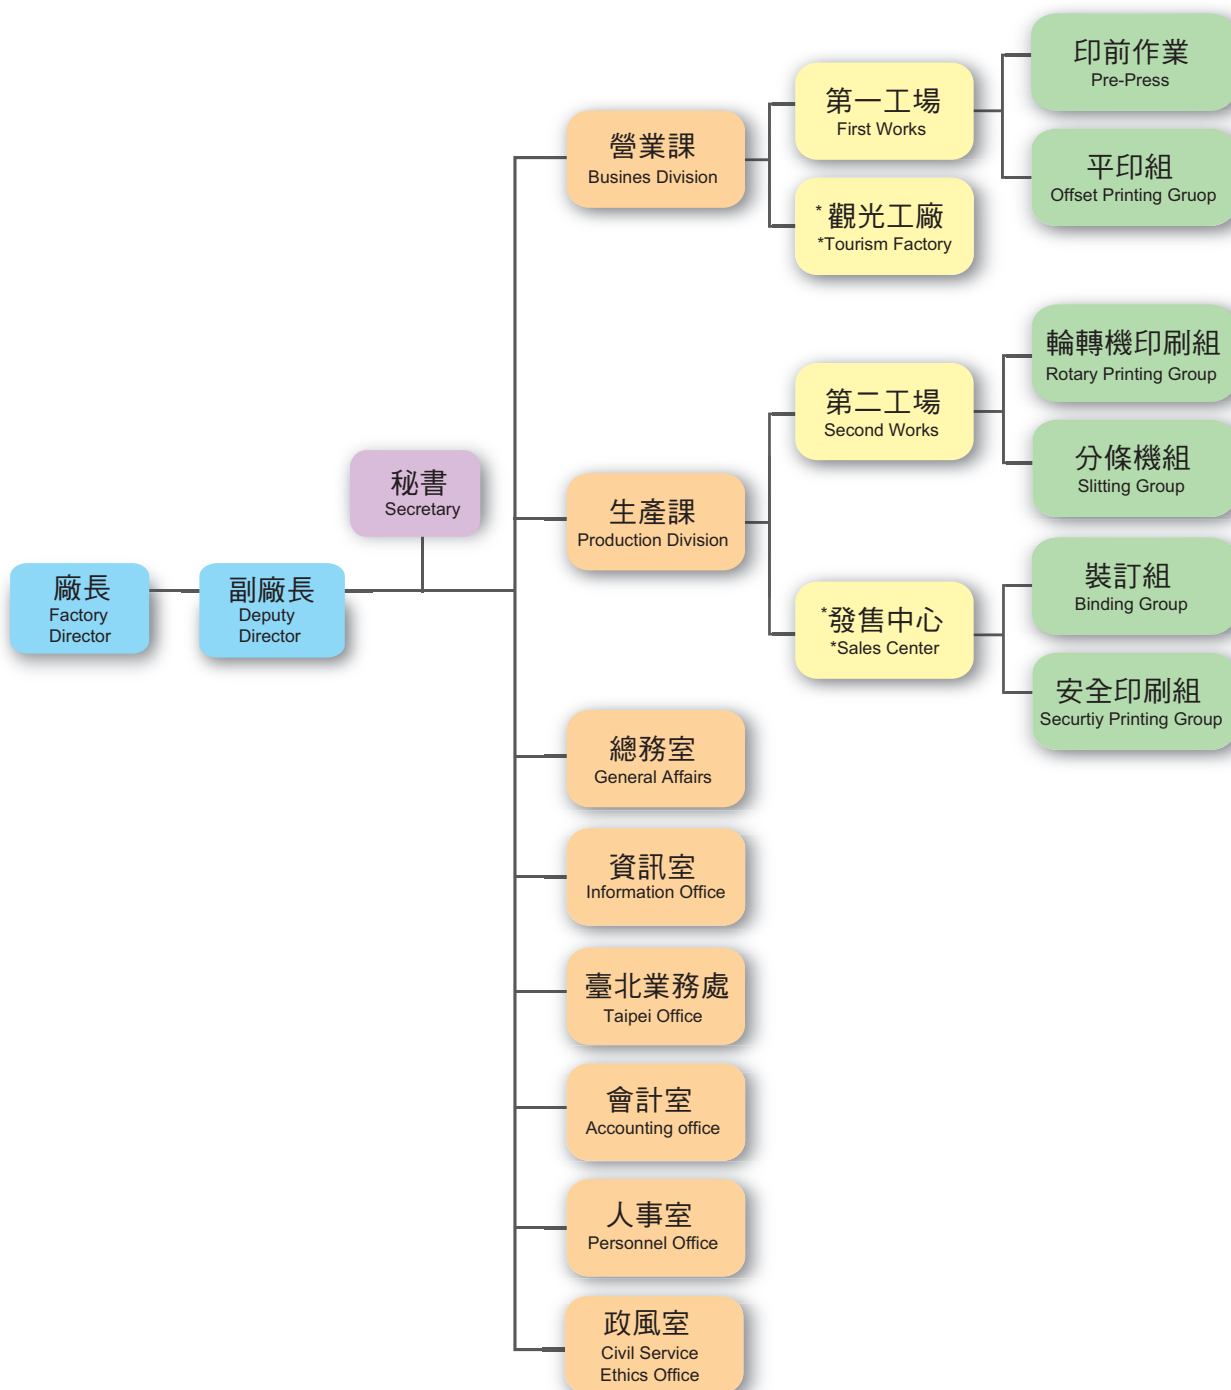 廠長
Factory
Director
副廠長
Deputy
Director
秘書
Secretary
營業課
Busines Division
第一工場
First Works
印前作業
Pre-Press
平印組
Offset Printing Gruop
*觀光工廠
*Tourism Factory
生產課
Production Division
第二工場
Second Works
輪轉機印刷組
Rotary Printing Group
分條機組
Slitting Group
*發售中心
*Sales Center
裝訂組
Binding Group
安全印刷組
Securtiy Printing Group
總務室
General Affairs
資訊室
Information Office
臺北業務處
Taipei Office
會計室
Accounting office
人事室
Personnel Office
政風室
Civil Service
Ethics Office